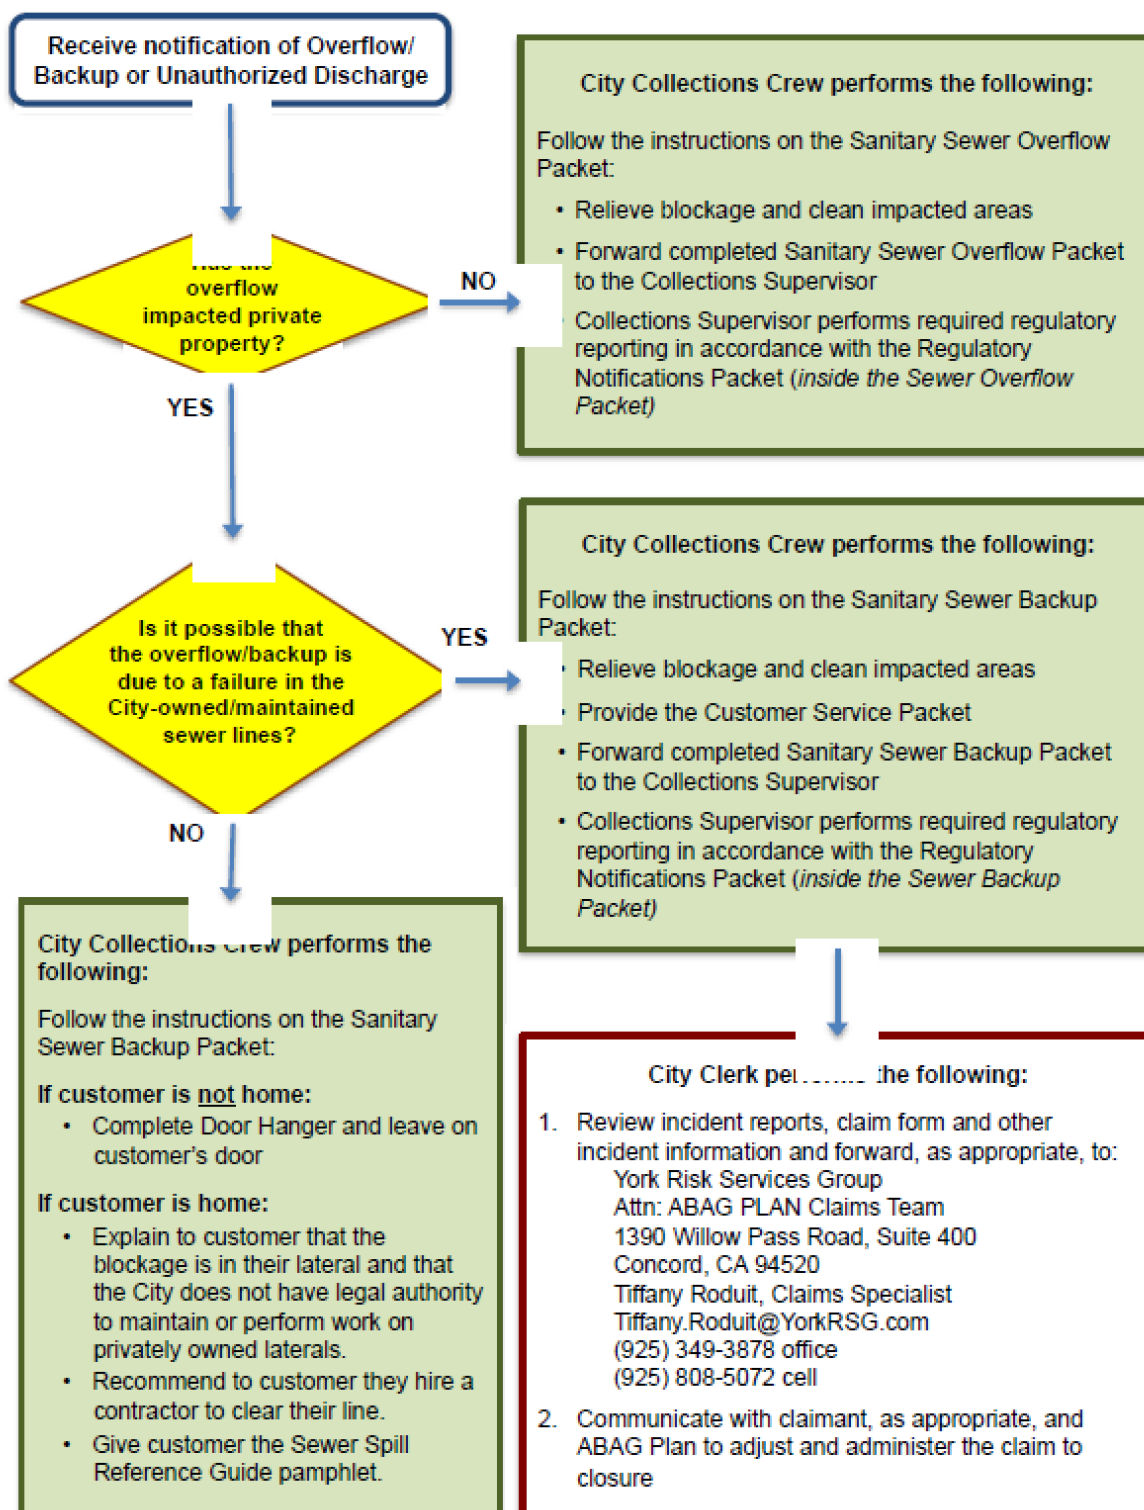 Receive notification of Overflow/
Backup or Unauthorized Discharge
Has the
overflow
impacted private
property?
NO
YES
City Collections Crew performs the following:
Follow the instructions on the Sanitary Sewer Overflow
Packet:
• Relieve blockage and clean impacted areas
• Forward completed Sanitary Sewer Overflow Packet
to the Collections Supervisor
• Collections Supervisor performs required regulatory
reporting in accordance with the Regulatory
Notifications Packet (inside the Sewer Overflow
Packet)
Is it possible that
the overflow/backup is
due to a failure in the
City-owned/maintained
sewer lines?
YES
NO
City Collections Crew performs the following:
Follow the instructions on the Sanitary Sewer Backup
Packet:
• Relieve blockage and clean impacted areas
• Provide the Customer Service Packet
• Forward completed Sanitary Sewer Backup Packet
to the Collections Supervisor
• Collections Supervisor performs required regulatory
reporting in accordance with the Regulatory
Notifications Packet (inside the Sewer Backup
Packet)
City Collections Crew performs the
following:
Follow the instructions on the Sanitary
Sewer Backup Packet:
If customer is not home:
• Complete Door Hanger and leave on
customer's door
If customer is home:
• Explain to customer that the
blockage is in their lateral and that
the City does not have legal authority
to maintain or perform work on
privately owned laterals.
• Recommend to customer they hire a
contractor to clear their line.
• Give customer the Sewer Spill
Reference Guide pamphlet.
City Clerk performs the following:
1. Review incident reports, claim form and other
incident information and forward, as appropriate, to:
York Risk Services Group
Attn: ABAG PLAN Claims Team
1390 Willow Pass Road, Suite 400
Concord, CA 94520
Tiffany Roduit, Claims Specialist
Tiffany.Roduit@YorkRSG.com
(925) 349-3878 office
(925) 808-5072 cell
2. Communicate with claimant, as appropriate, and
ABAG Plan to adjust and administer the claim to
closure